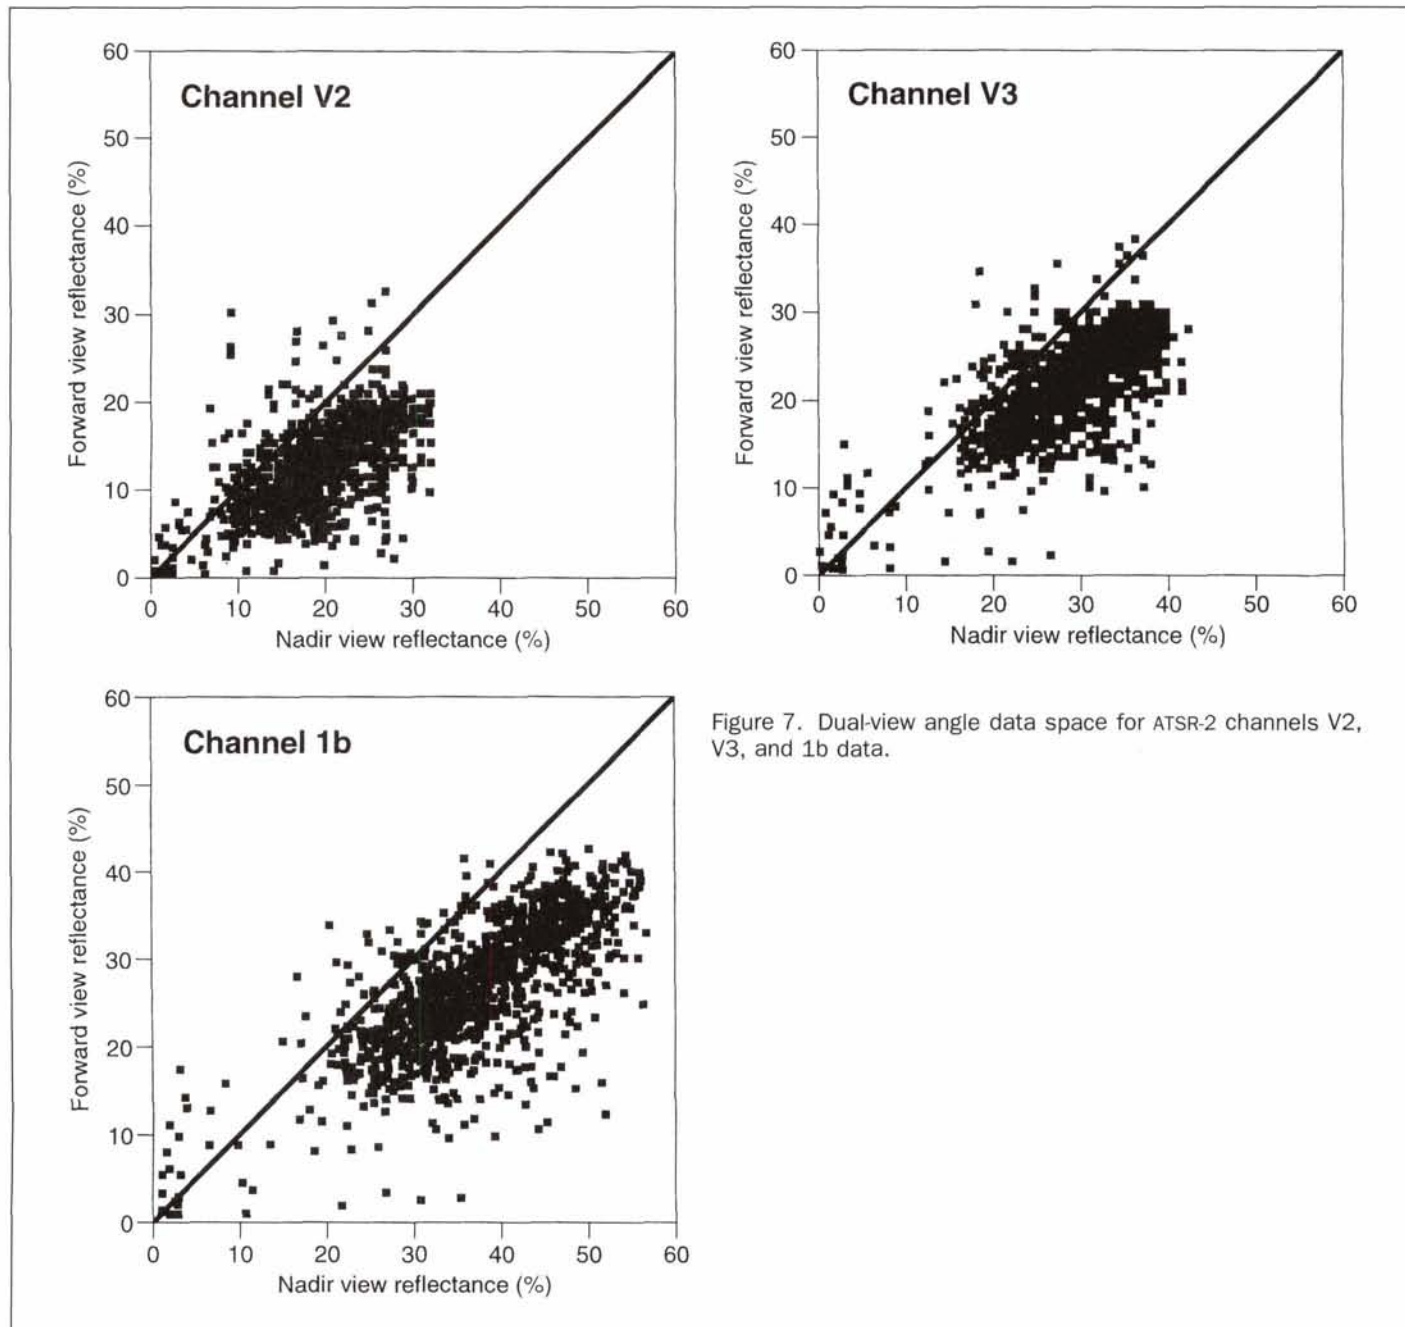 Channel V2
60
50
40
30
20
10
0
Forward view reflectance (%)
0 10 20 30 40 50 60
Nadir view reflectance (%)
Channel V3
60
50
40
30
20
10
0
Forward view reflectance (%)
0 10 20 30 40 50 60
Nadir view reflectance (%)
Channel 1b
60
50
40
30
20
10
0
Forward view reflectance (%)
0 10 20 30 40 50 60
Nadir view reflectance (%)
Figure 7. Dual-view angle data space for ATSR-2 channels V2,
V3, and 1b data.